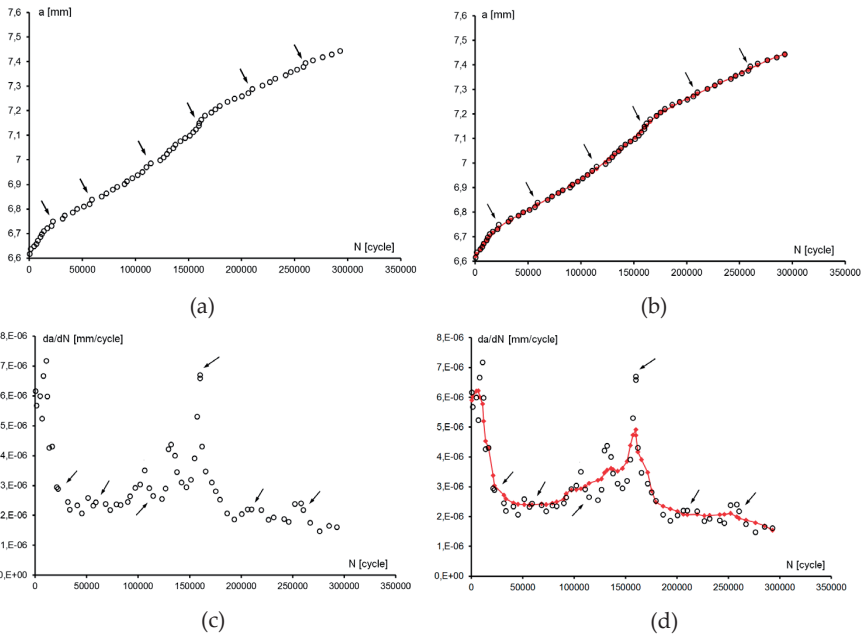 a [mm]
7,6
7,5
7,4
7,3
7,2
7,1
7
6,9
6,8
6,7
6,6
N [cycle]
0
50000
100000
150000
200000
250000
300000
350000
(a)
a [mm]
7,6
7,5
7,4
7,3
7,2
7,1
7
6,9
6,8
6,7
6,6
N [cycle]
0
50000
100000
150000
200000
250000
300000
350000
(b)
da/dN [mm/cycle]
8,E-06
7,E-06
6,E-06
5,E-06
4,E-06
3,E-06
2,E-06
1,E-06
0,E+00
N [cycle]
0
50000
100000
150000
200000
250000
300000
350000
(c)
da/dN [mm/cycle]
8,E-06
7,E-06
6,E-06
5,E-06
4,E-06
3,E-06
2,E-06
1,E-06
0,E+00
N [cycle]
0
50000
100000
150000
200000
250000
300000
350000
(d)